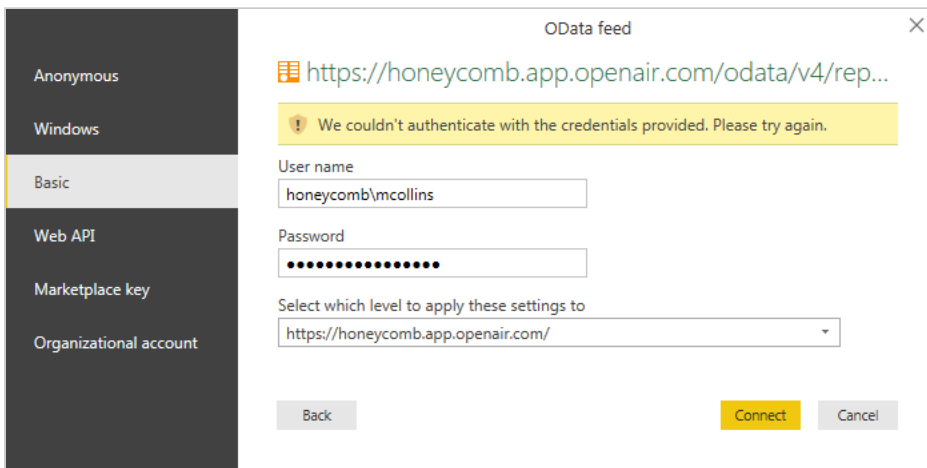 OData feed
Anonymous
Windows
Basic
Web API
Marketplace key
Organizational account
https://honeycomb.app.openair.com/odata/v4/rep...
We couldn't authenticate with the credentials provided. Please try again.
User name
honeycomb\mcollins
Password
●●●●●●●●●●●●●●●●
Select which level to apply these settings to
https://honeycomb.app.openair.com/
Back
Connect
Cancel